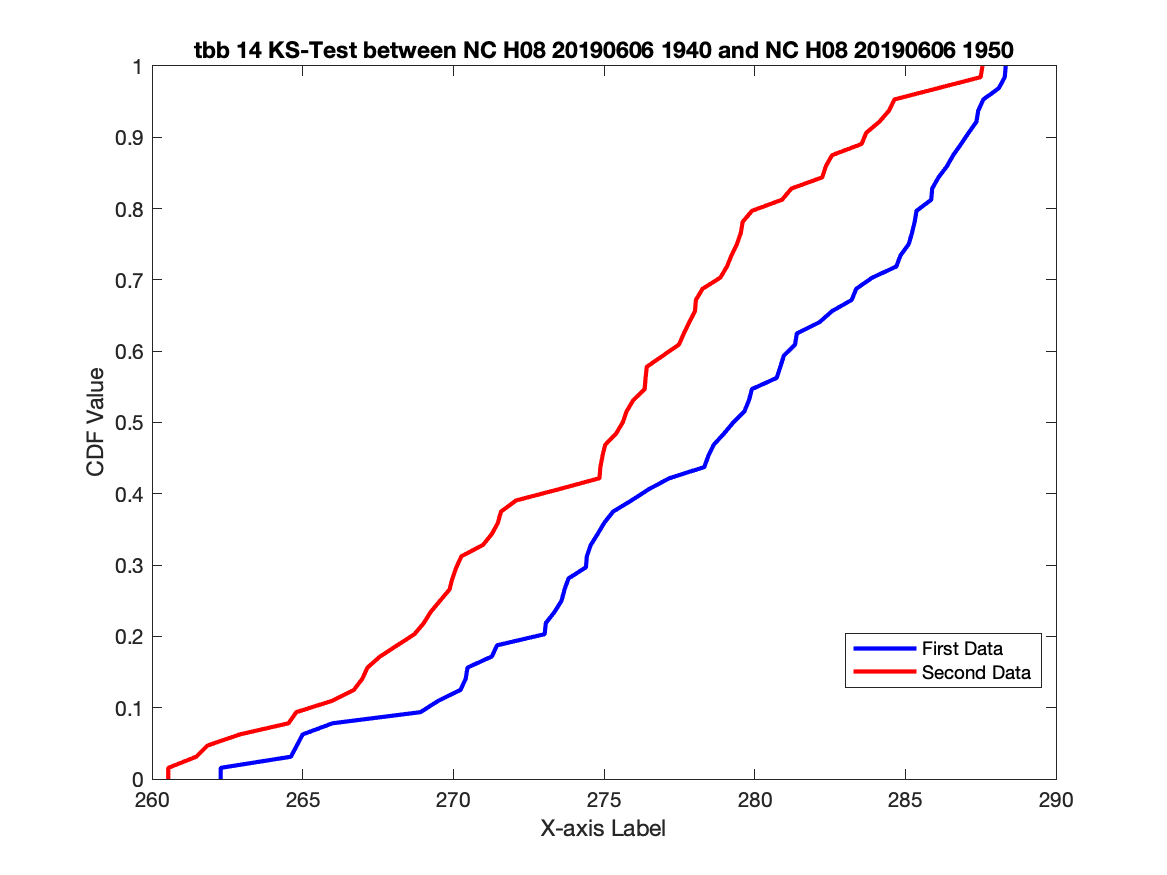 tbb 14 KS-Test between NC H08 20190606 1940 and NC H08 20190606 1950
1
0.9
0.8
0.7
0.6
0.5
0.4
0.3
0.2
0.1
0
CDF Value
First Data
Second Data
260 265 270 275 280 285 290
X-axis Label